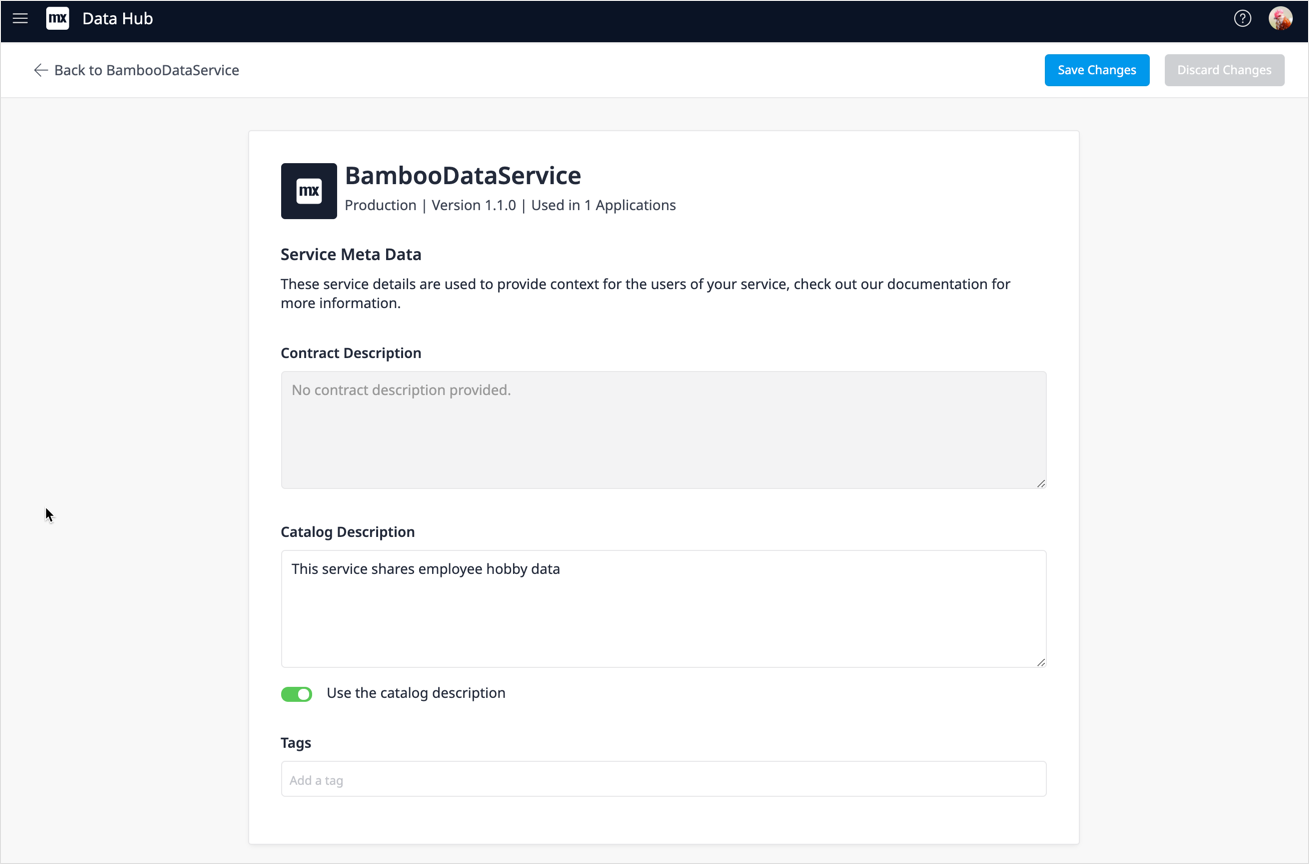 mx Data Hub
Back to BambooDataService
Save Changes
Discard Changes
mx
BambooDataService
Production | Version 1.1.0 | Used in 1 Applications
Service Meta Data
These service details are used to provide context for the users of your service, check out our documentation for
more information.
Contract Description
No contract description provided.
Catalog Description
This service shares employee hobby data
Use the catalog description
Tags
Add a tag